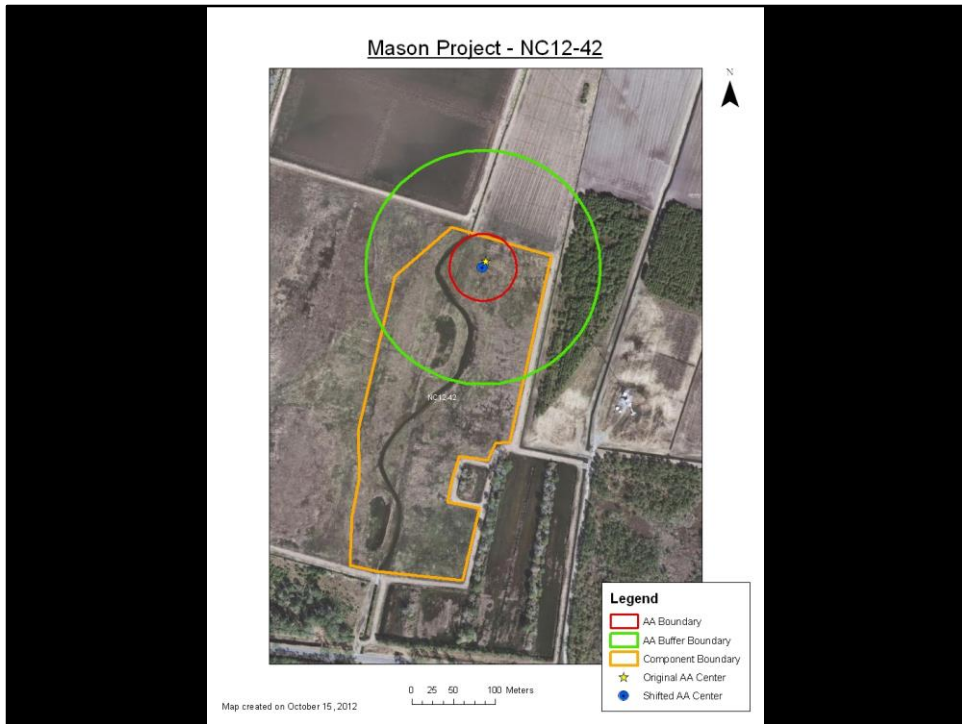 Mason Project - NC12-42
N
NC12-42
Legend
AA Boundary
AA Buffer Boundary
Component Boundary
Original AA Center
Shifted AA Center
0 25 50 100 Meters
Map created on October 15, 2012